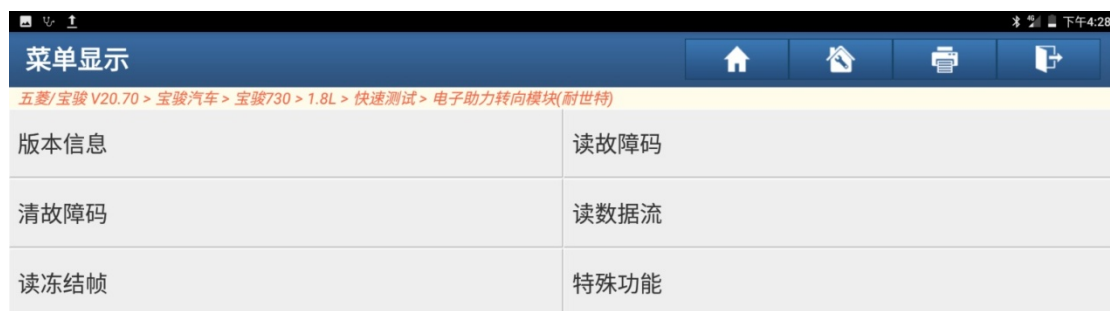 下午4:28
菜单显示
五菱/宝骏 V20.70 > 宝骏汽车 > 宝骏730 > 1.8L > 快速测试 > 电子助力转向模块(耐世特)
版本信息 读故障码
清故障码 读数据流
读冻结帧 特殊功能